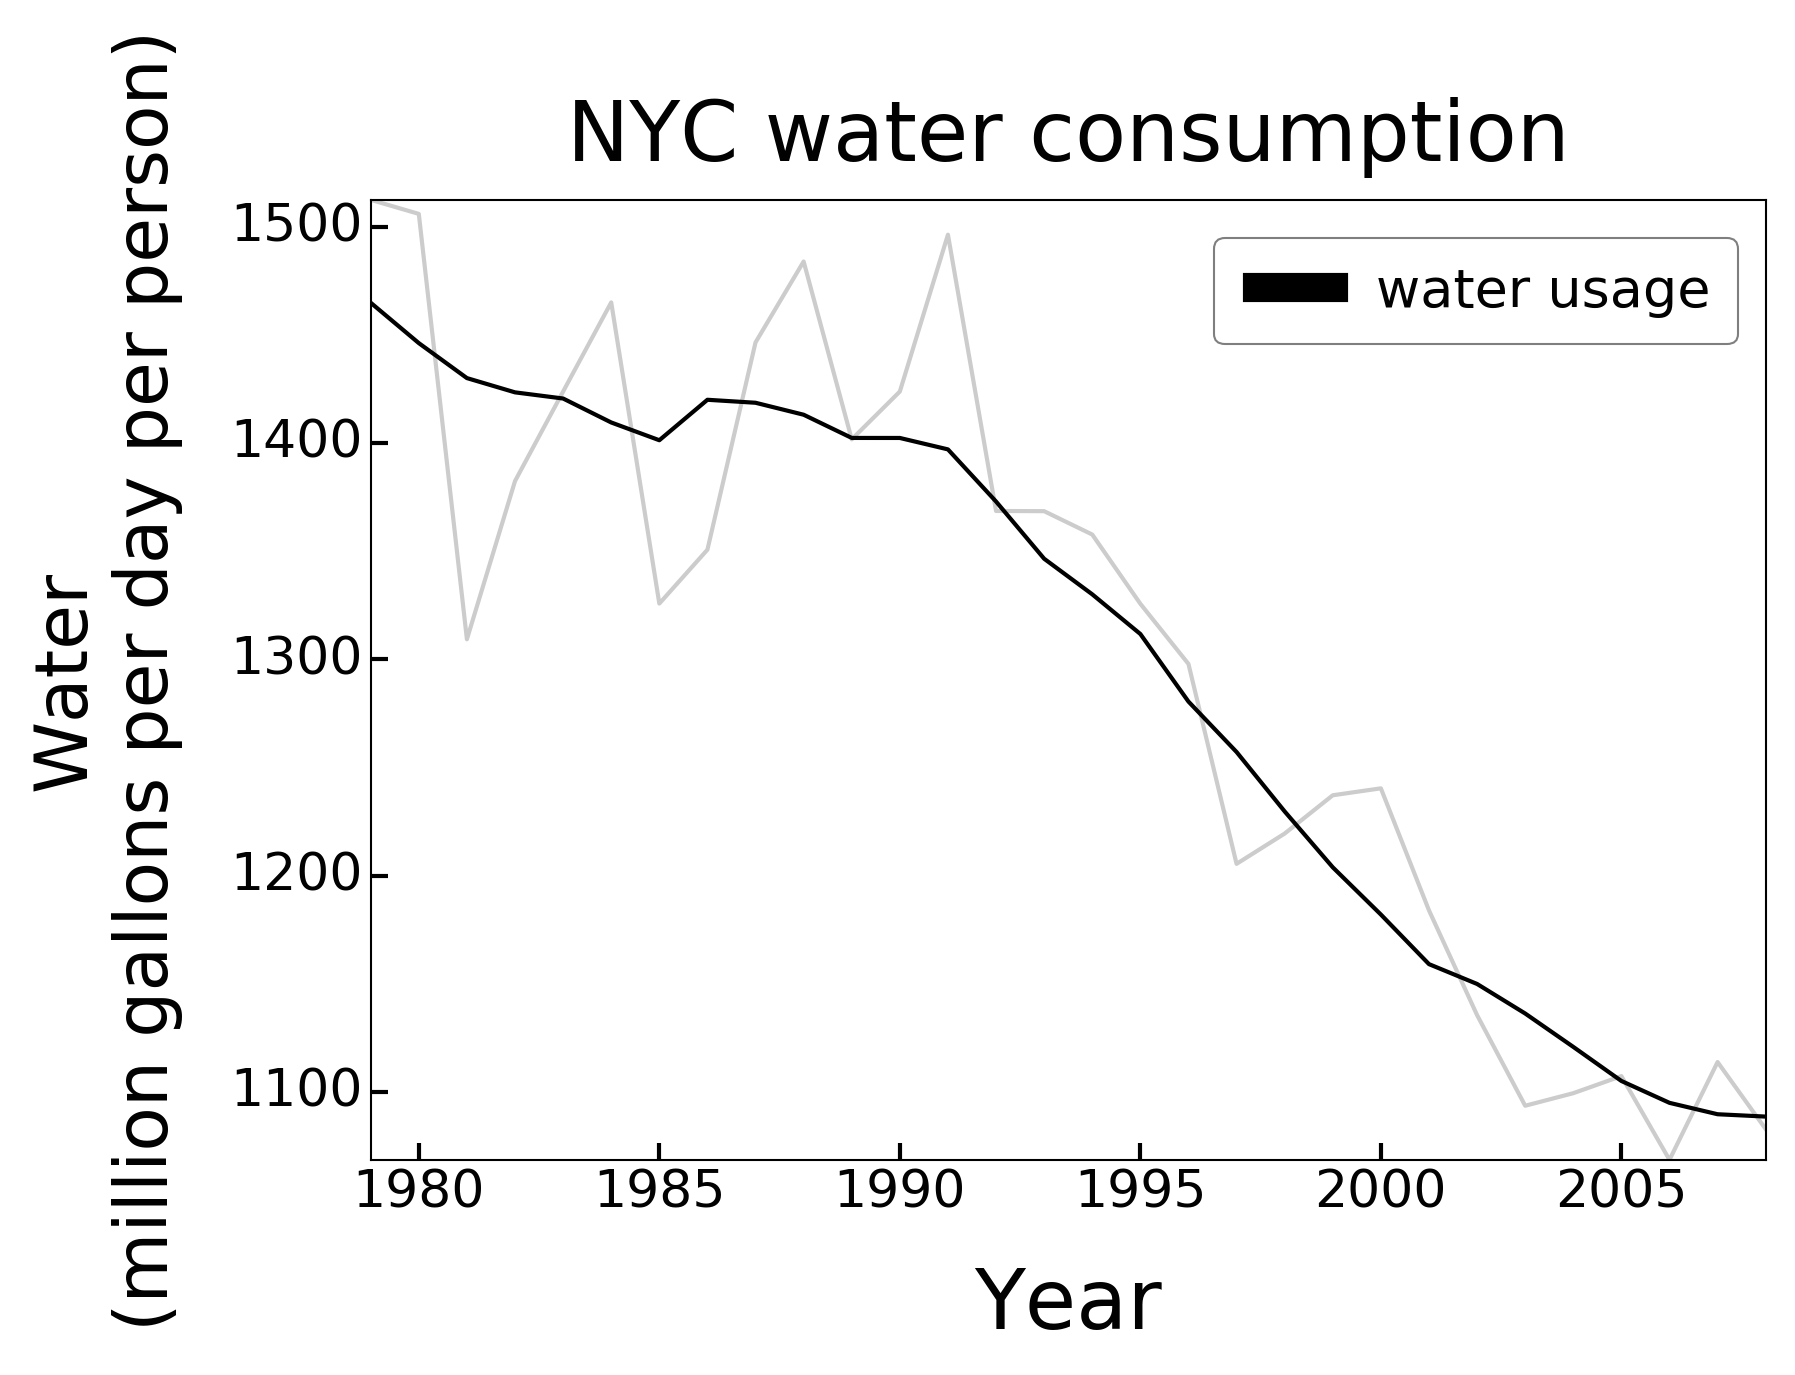 NYC water consumption
Water
(million gallons per day per person)
1500
1400
1300
1200
1100
water usage
1980 1985 1990 1995 2000 2005
Year